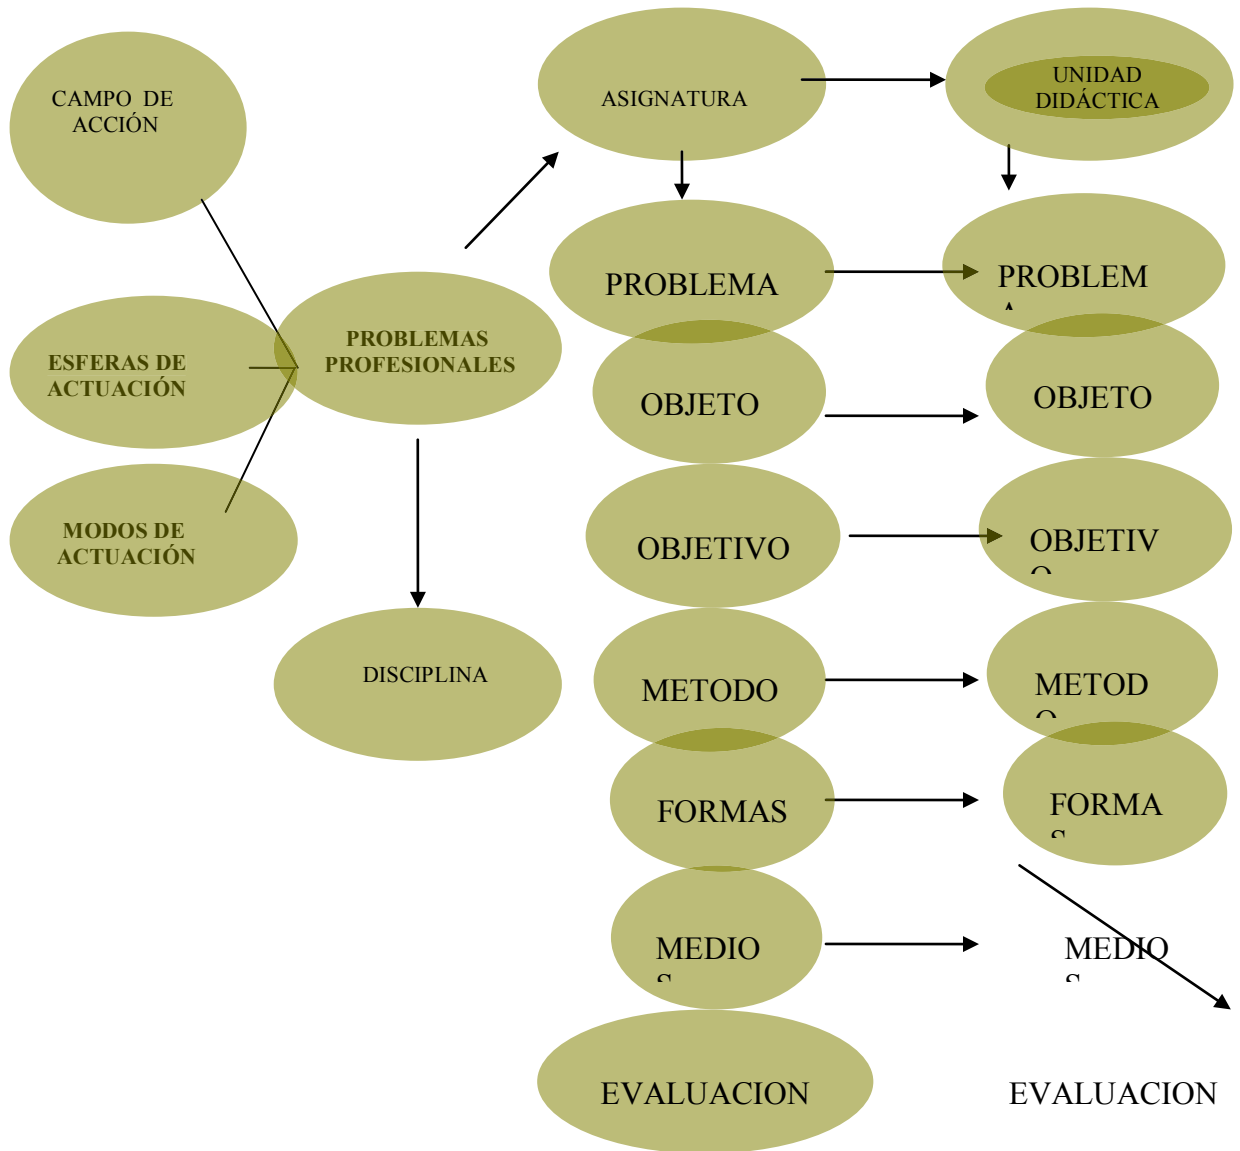 CAMPO DE
ACCIÓN
ESFERAS DE
ACTUACIÓN
MODOS DE
ACTUACIÓN
PROBLEMAS
PROFESIONALES
DISCIPLINA
ASIGNATURA
PROBLEMA
OBJETO
OBJETIVO
METODO
FORMAS
MEDIO
S
EVALUACION
UNIDAD
DIDÁCTICA
PROBLEM
A
OBJETO
OBJETIV
O
METOD
O
FORMA
S
MEDIO
S
EVALUACION